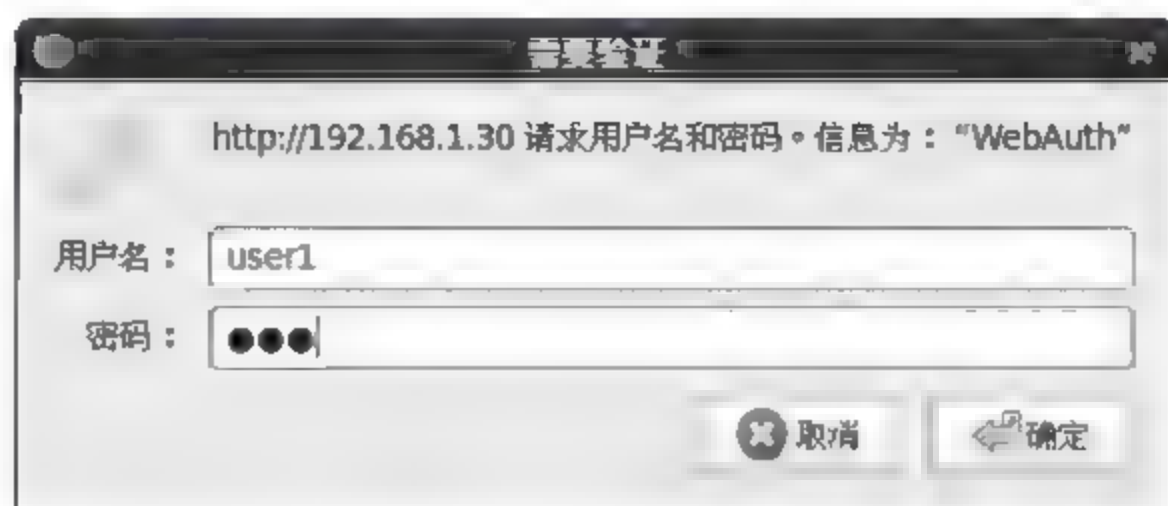 需要验证
http://192.168.1.30 请求用户名和密码。信息为：“WebAuth”
用户名： user1
密码： ●●●
取消 确定